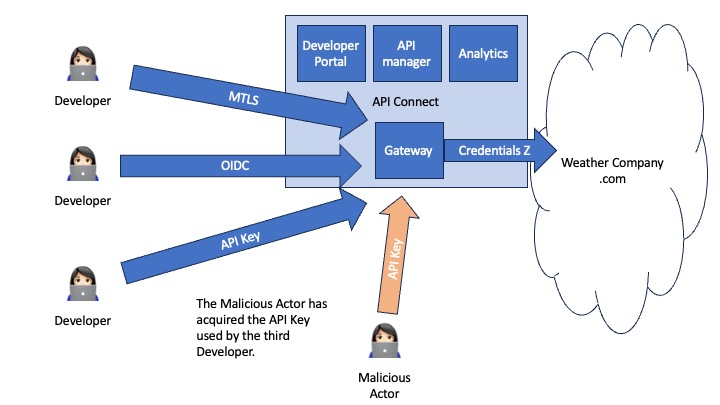 Developer
Portal
API
manager
Analytics
API Connect
Developer
MTLS
Gateway
Credentials Z
Weather Company
.com
OIDC
Developer
API Key
Developer
API Key
The Malicious Actor has
acquired the API Key
used by the third
Developer.
Malicious
Actor